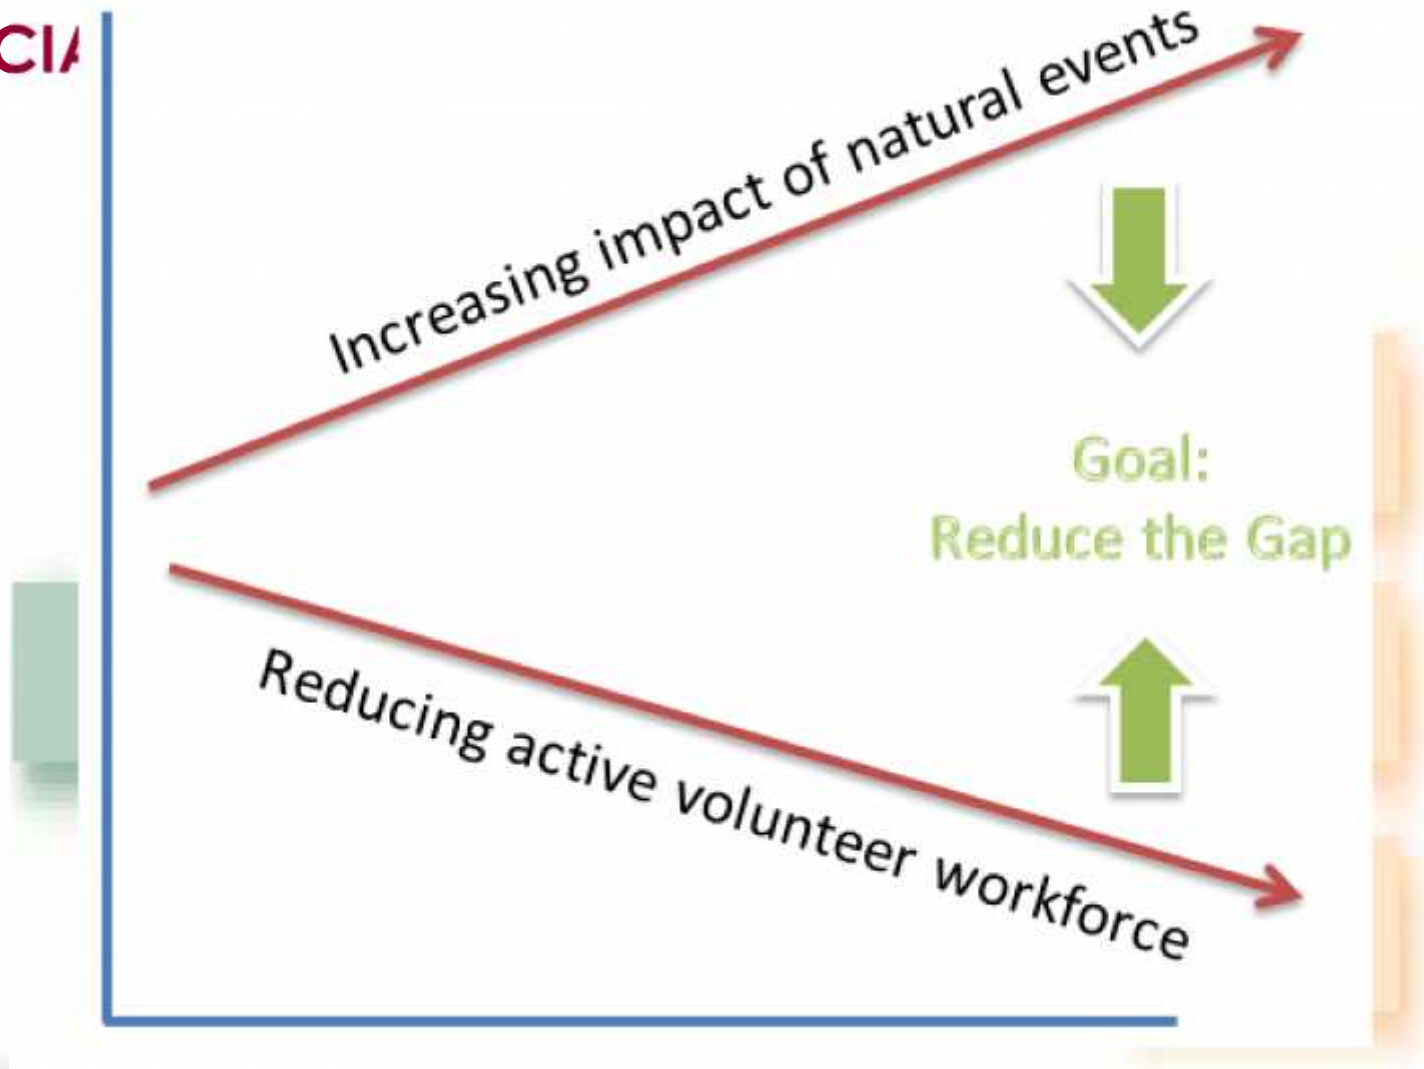 Increasing impact of natural events
Goal:
Reduce the Gap
Reducing active volunteer workforce